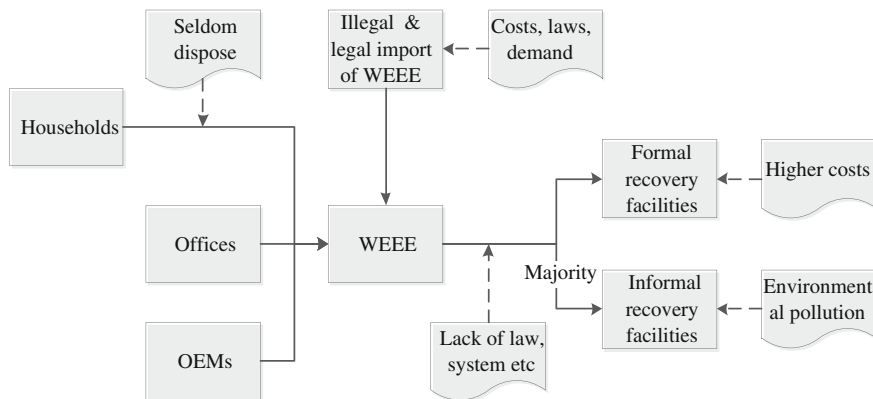 Seldom
dispose
Illegal &
legal import
of WEEE
Costs, laws,
demand
Households
Formal
recovery
facilities
Higher costs
Offices
WEEE
Majority
Informal
recovery
facilities
Environment
al pollution
Lack of law,
system etc
OEMs